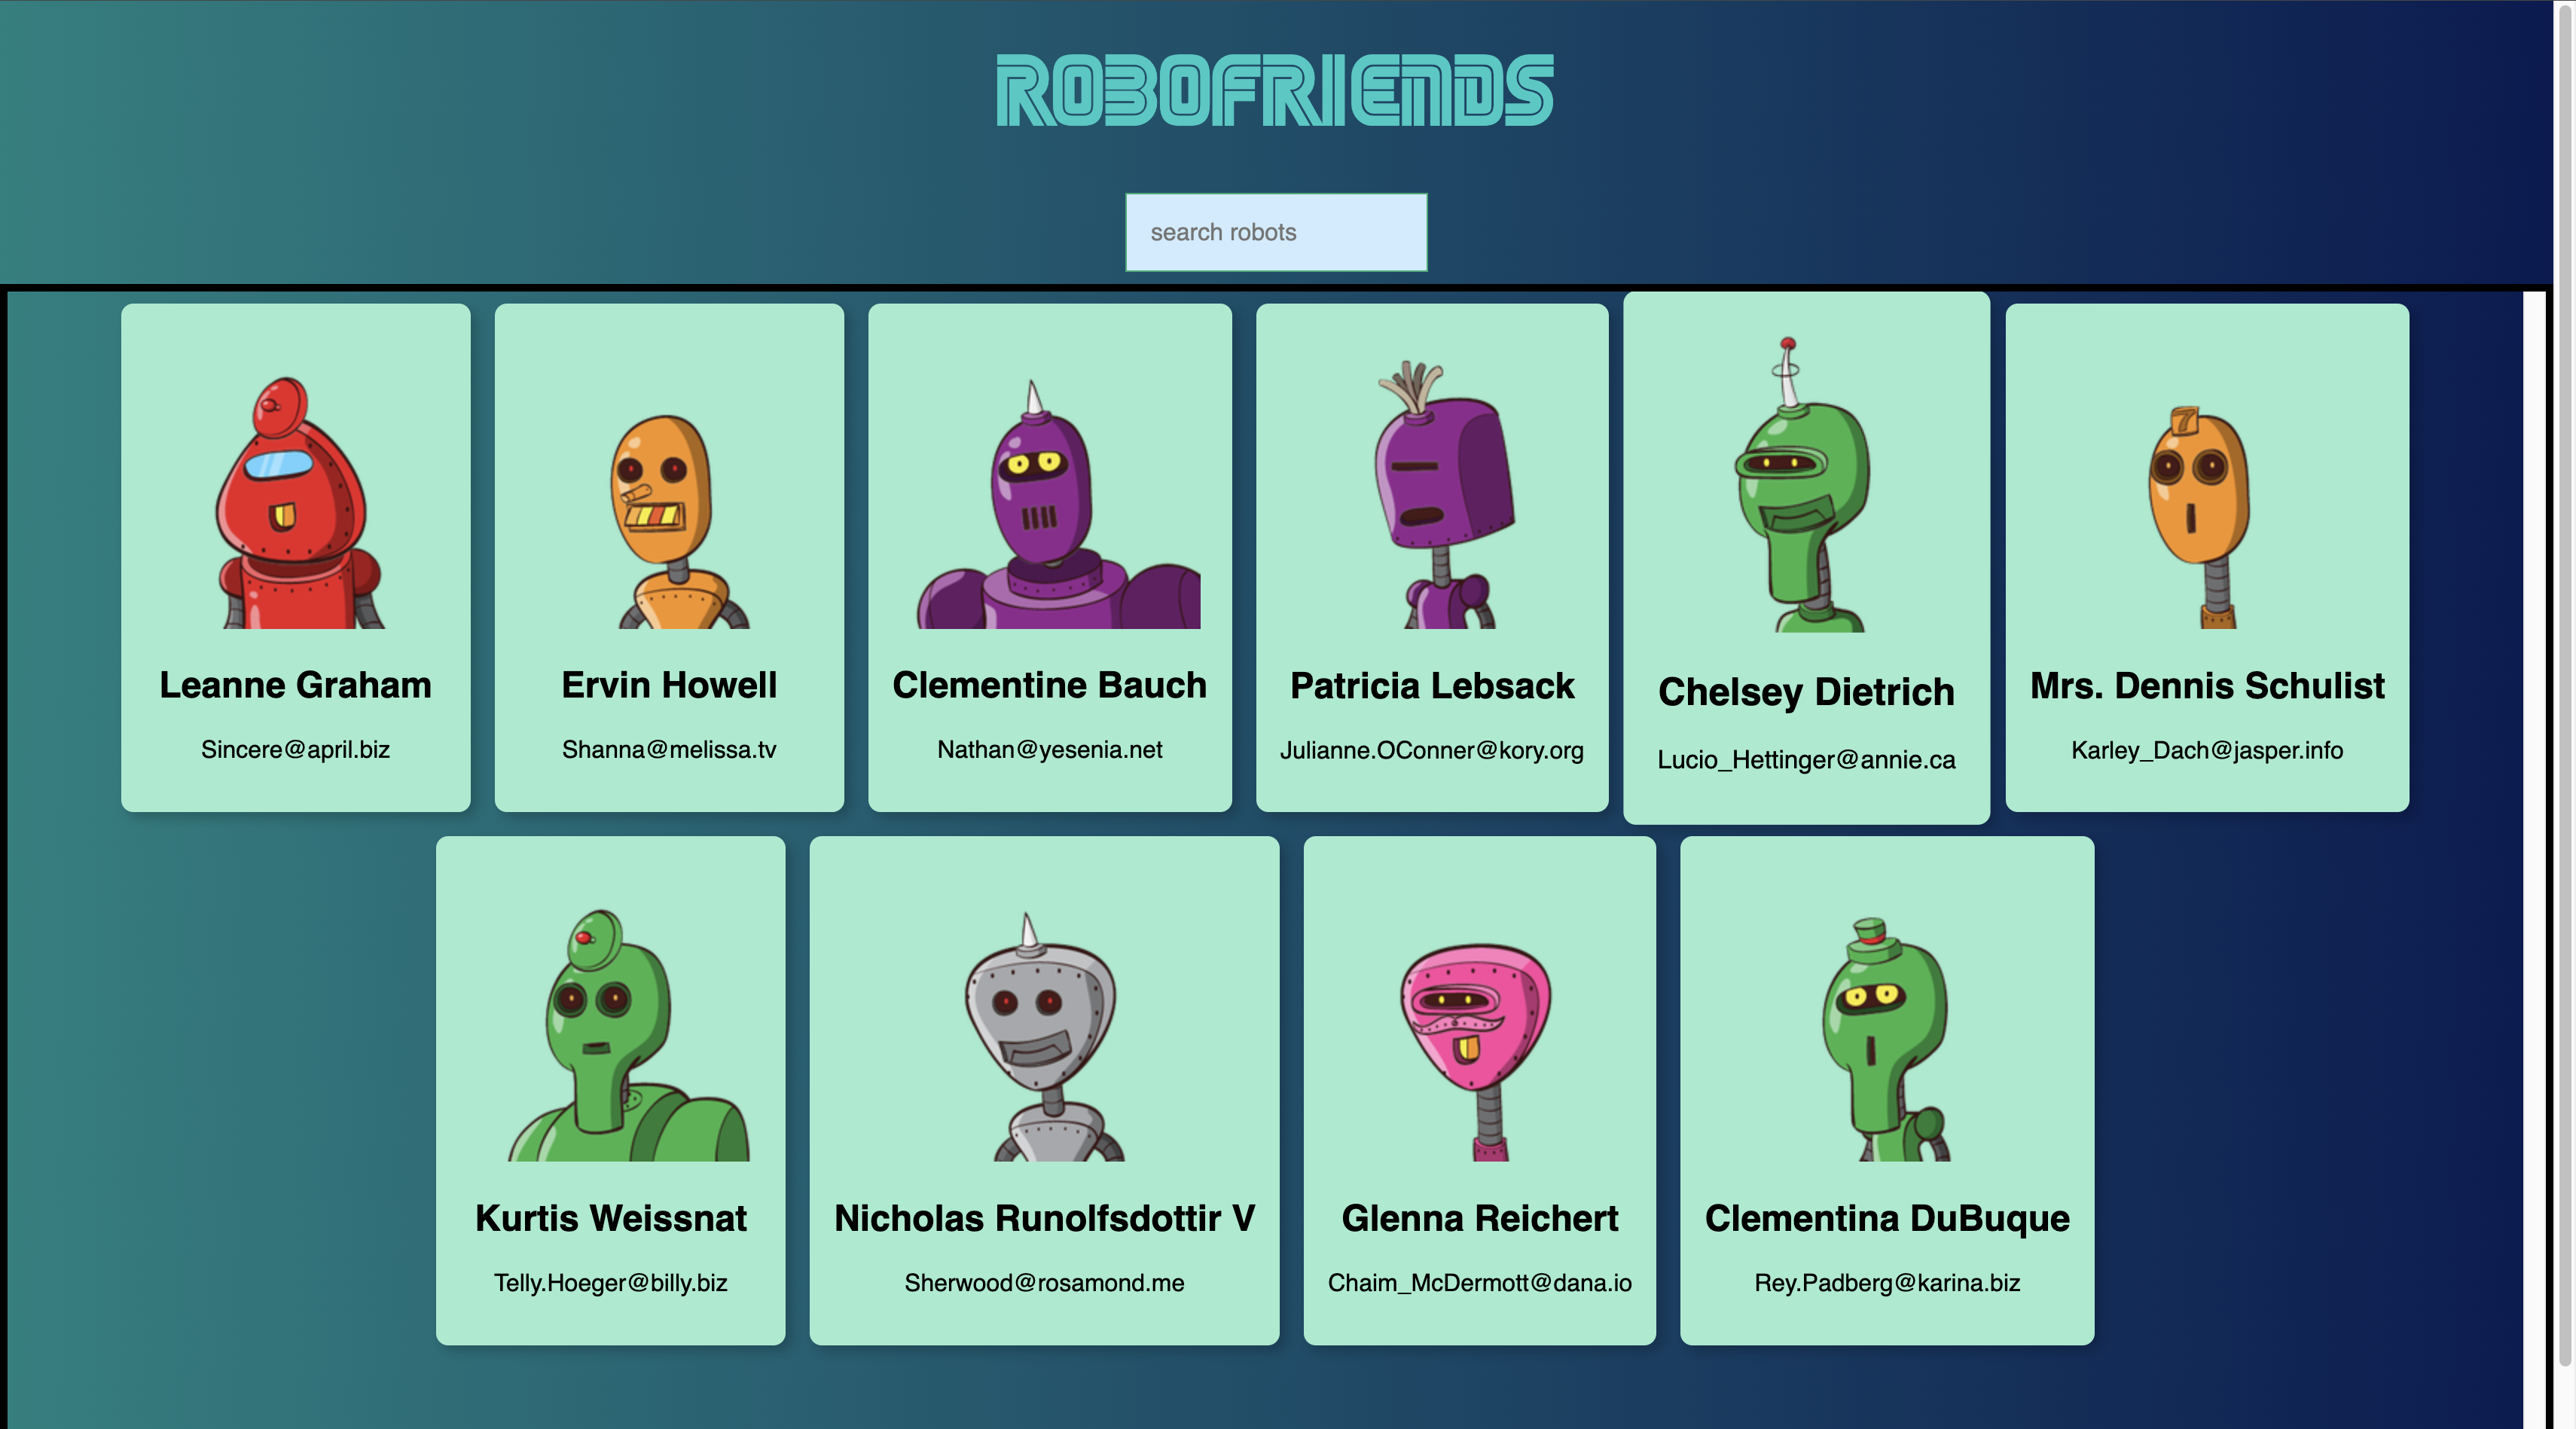 ROBOFRIENDS
search robots
7
Leanne Graham
Sincere@april.biz
Ervin Howell
Shanna@melissa.tv
Clementine Bauch
Nathan@yesenia.net
Patricia Lebsack
Julianne.OConner@kory.org
Chelsey Dietrich
Lucio_Hettinger@annie.ca
Mrs. Dennis Schulist
Karley_Dach@jasper.info
Kurtis Weissnat
Telly.Hoeger@billy.biz
Nicholas Runolfsdottir V
Sherwood@rosamond.me
Glenna Reichert
Chaim_McDermott@dana.io
Clementina DuBuque
Rey.Padberg@karina.biz